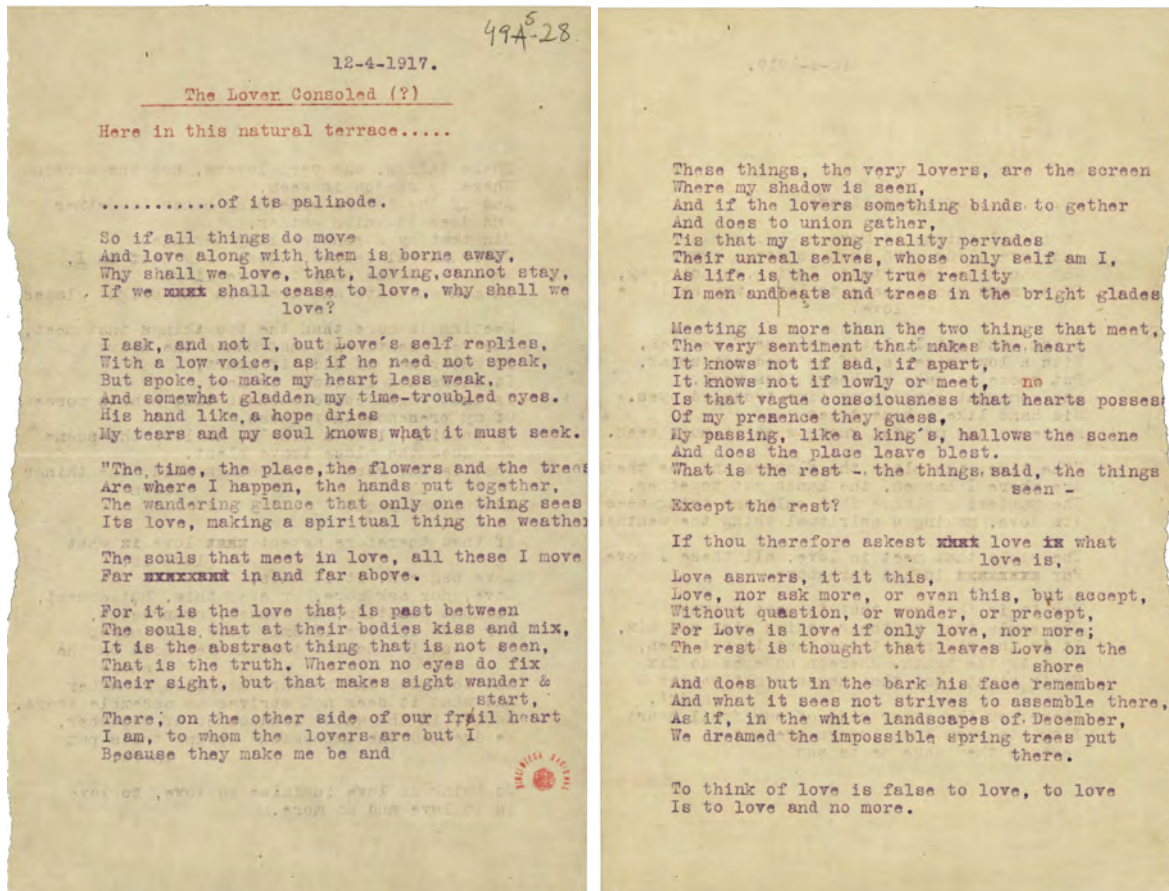 49A⁵-28
12-4-1917.
The Lover Consoled (?)
Here in this natural terrace.....
...........of its palinode.
So if all things do move
And love along with them is borne away,
Why shall we love, that, loving,cannot stay,
If we xxxt shall cease to love, why shall we
love?
I ask, and not I, but Love's self replies,
With a low voice, as if he need not speak,
But spoke to make my heart less weak,
And somewhat gladden my time-troubled eyes.
His hand like a hope dries
My tears and my soul knows what it must seek.
"The time, the place,the flowers and the trees
Are where I happen, the hands put together,
The wandering glance that only one thing sees
Its love, making a spiritual thing the weather
The souls that meet in love, all these I move
Far in and far above.
For it is the love that is past between
The souls that at their bodies kiss and mix,
It is the abstract thing that is not seen,
That is the truth. Whereon no eyes do fix
Their sight, but that makes sight wander &
start,
There, on the other side of our frail heart
I am, to whom the lovers are but I
Because they make me be and
BIBLIOTECA NACIONAL
These things, the very lovers, are the screen
Where my shadow is seen,
And if the lovers something binds to gether
And does to union gather,
Tis that my strong reality pervades
Their unreal selves, whose only self am I,
As life is the only true reality
In men and beats and trees in the bright glades
s
Meeting is more than the two things that meet,
The very sentiment that makes the heart
It knows not if sad, if apart,
It knows not if lowly or meet, no
Is that vague consciousness that hearts posses
Of my presence they guess,
My passing, like a king's, hallows the scene
And does the place leave blest.
What is the rest - the things said, the things
seen -
Except the rest?
If thou therefore askest love what
love is,
Love asnwers, it it this,
Love, nor ask more, or even this, but accept,
Without question, or wonder, or precept,
For Love is love if only love, nor more;
The rest is thought that leaves Love on the
shore
And does but in the bark his face remember
And what it sees not strives to assemble there,
As if, in the white landscapes of December,
We dreamed the impossible spring trees put
there.
To think of love is false to love, to love
Is to love and no more.